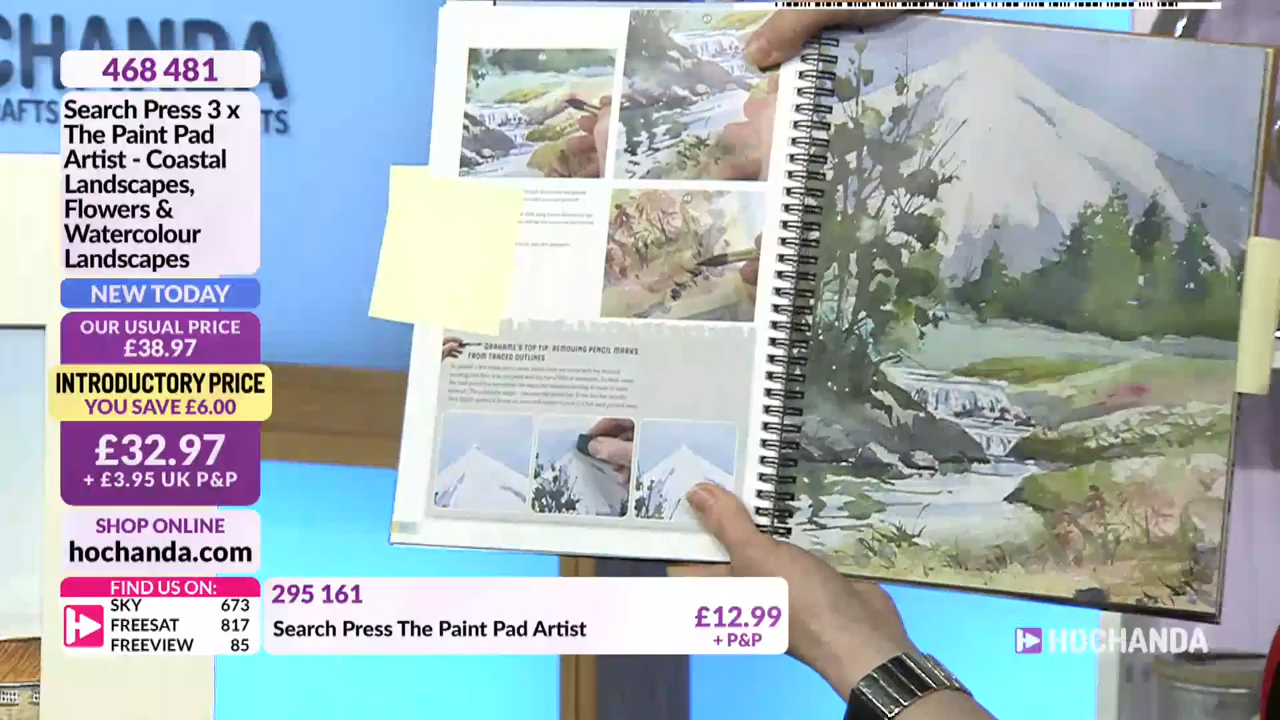 CHANDA
468 481
Search Press 3 x
The Paint Pad
Artist - Coastal
Landscapes,
Flowers &
Watercolour
Landscapes
NEW TODAY
OUR USUAL PRICE
£38.97
INTRODUCTORY PRICE
YOU SAVE £6.00
£32.97
+ £3.95 UK P&P
SHOP ONLINE
hochanda.com
FIND US ON:
SKY 673
FREESAT 817
FREEVIEW 85
295 161
Search Press The Paint Pad Artist
£12.99
+ P&P
GRAHAME'S TOP TIP: REMOVING PENCIL MARKS
FROM TRACED OUTLINES
HOCHANDA